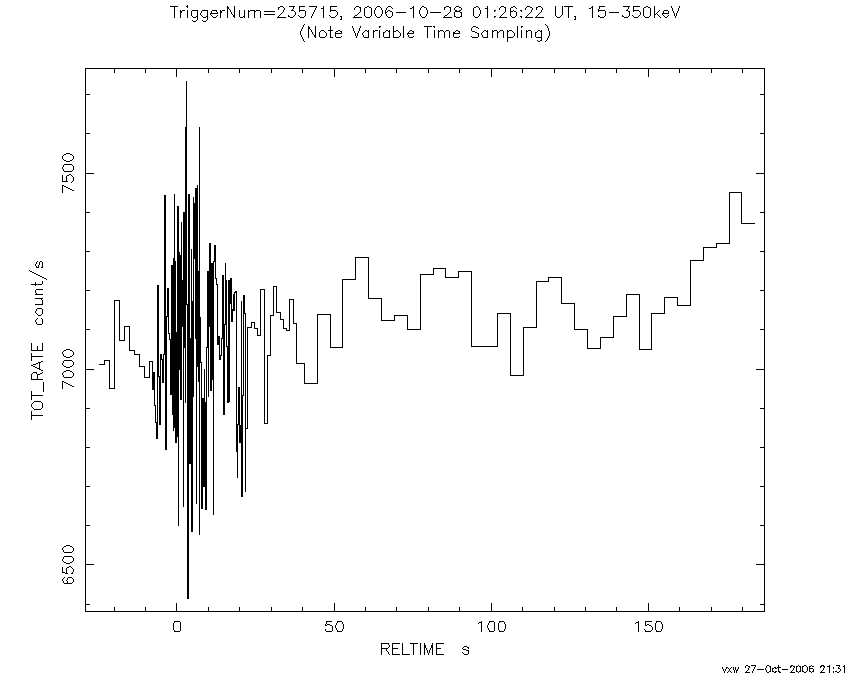 TriggerNum=235715, 2006-10-28 01:26:22 UT, 15-350keV
(Note Variable Time Sampling)
7500
7000
6500
TOT_RATE count/s
0 50 100 150
RELTIME s
vxw 27-Oct-2006 21:31